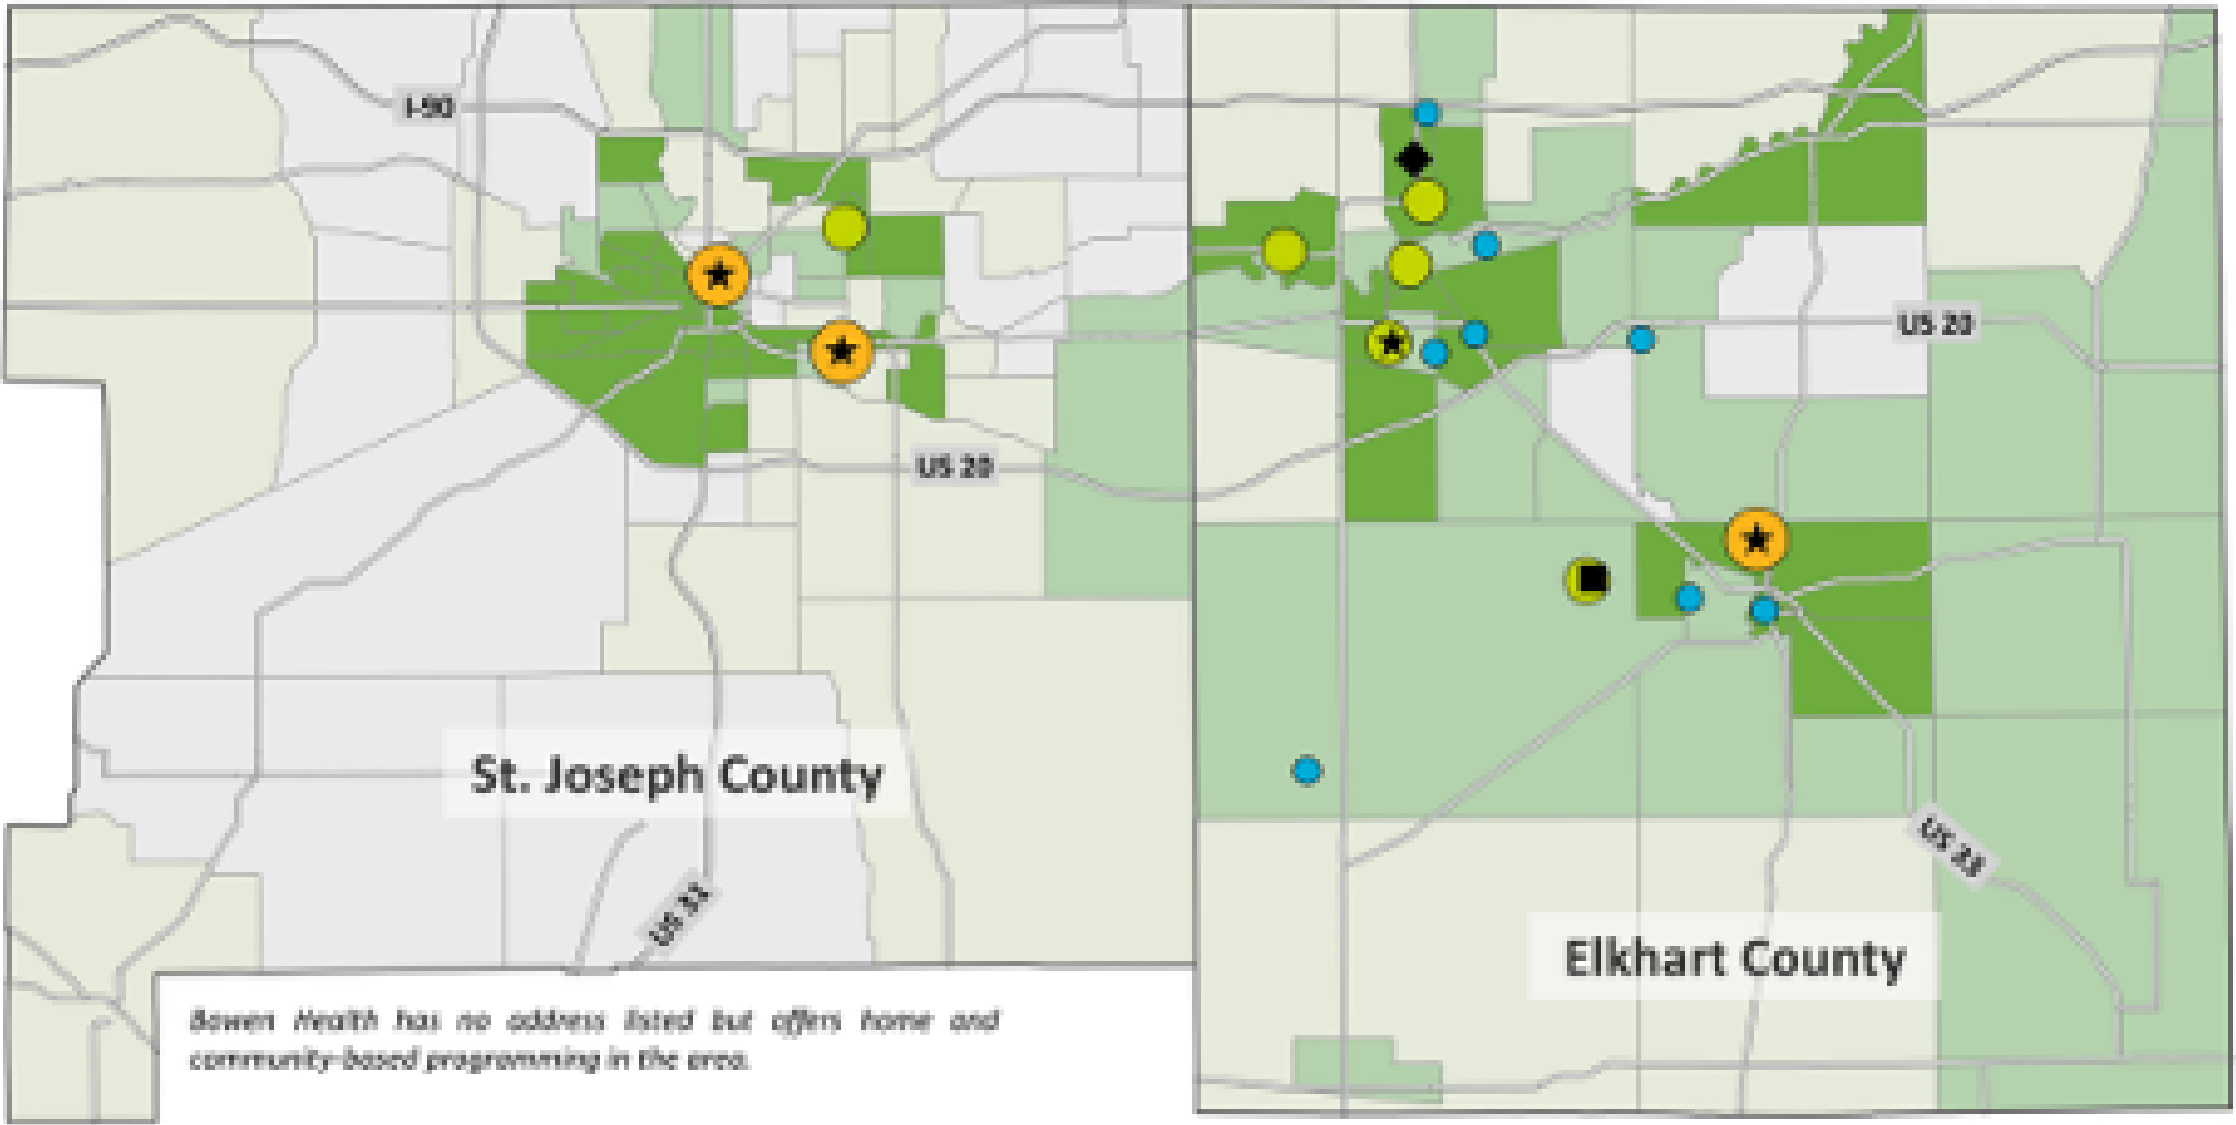 I-90
US 20
US 20
St. Joseph County
US 33
US 31
Elkhart County
Bowen Health has no address listed but offers home and
community-based programming in the area.